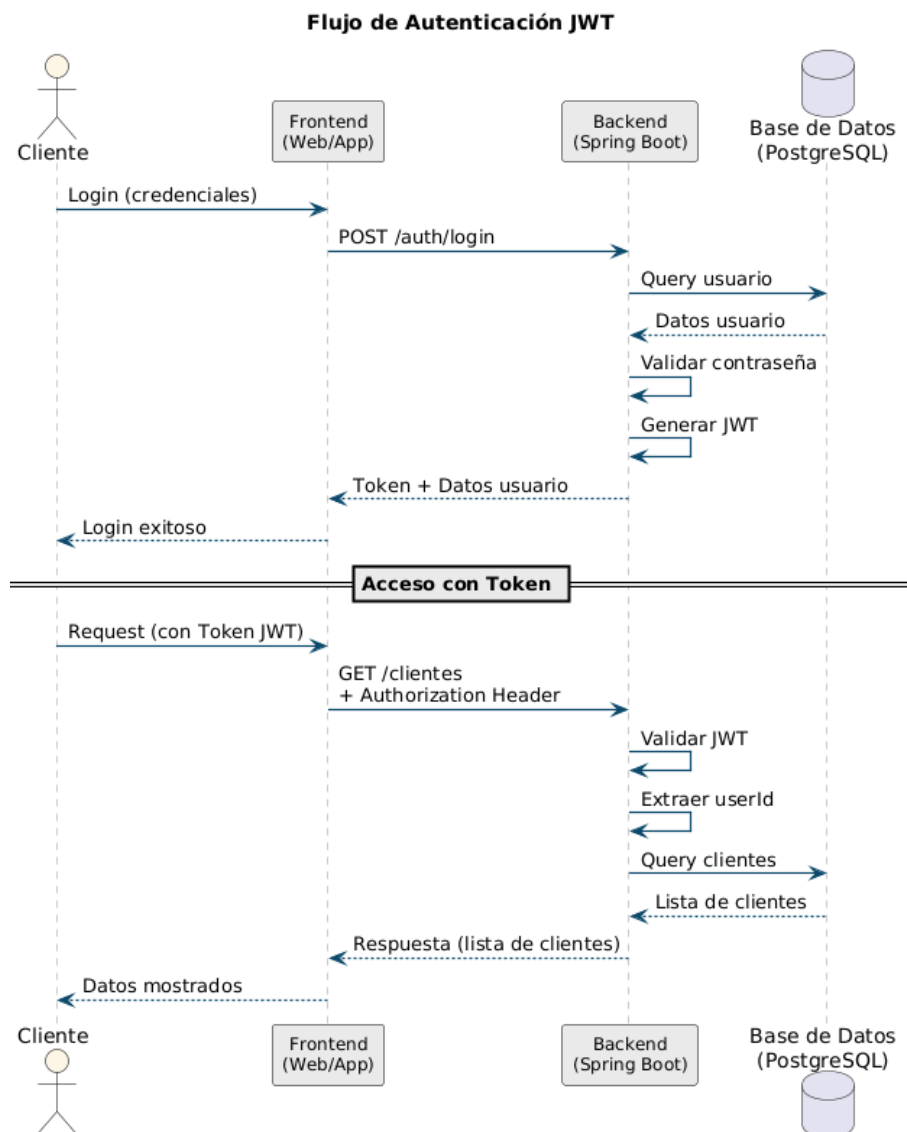 Flujo de Autenticación JWT
Cliente
Frontend
(Web/App)
Backend
(Spring Boot)
Base de Datos
(PostgreSQL)
Login (credenciales)
POST /auth/login
Query usuario
Datos usuario
Validar contraseña
Generar JWT
Token + Datos usuario
Login exitoso
Acceso con Token
Request (con Token JWT)
GET /clientes
+ Authorization Header
Validar JWT
Extraer userId
Query clientes
Lista de clientes
Respuesta (lista de clientes)
Datos mostrados
Cliente
Frontend
(Web/App)
Backend
(Spring Boot)
Base de Datos
(PostgreSQL)